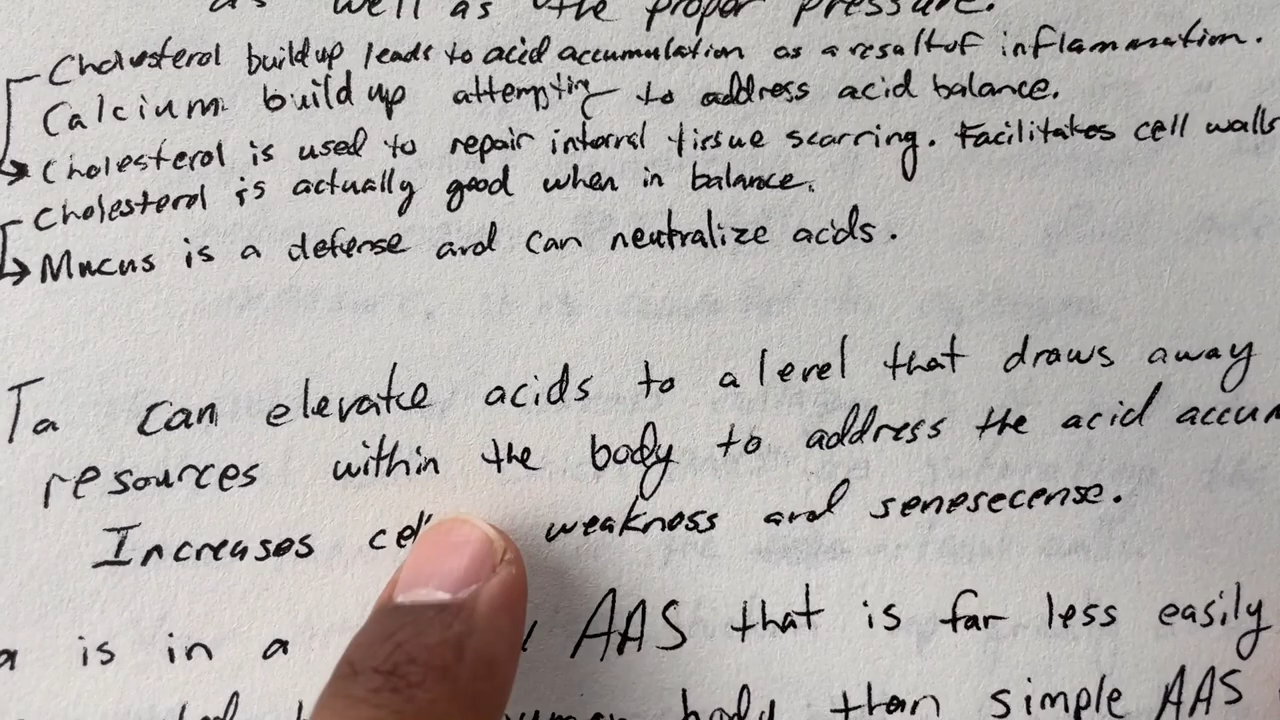 as well as the proper pressure.
Cholesterol buildup leads to acid accumulation as a result of inflammation.
Calcium build up attempting to address acid balance.
Cholesterol is used to repair internal tissue scarring. Facilitates cell walls
Cholesterol is actually good when in balance.
Mucus is a defense and can neutralize acids.
Ta can elevate acids to a level that draws away
resources within the body to address the acid
Increases weakness and senesecense.
is in a AAS that is far less easily
body than simple AAS